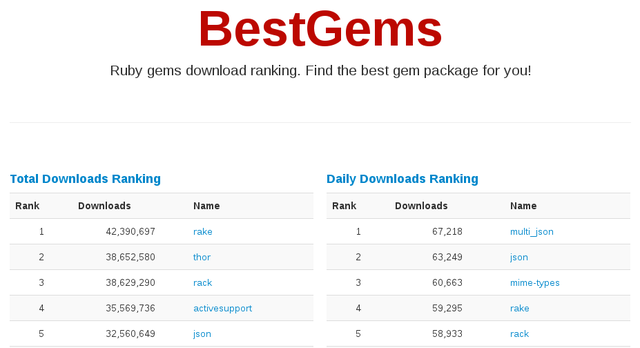 BestGems
Ruby gems download ranking. Find the best gem package for you!
Total Downloads Ranking
Rank Downloads Name
1 42,390,697 rake
2 38,652,580 thor
3 38,629,290 rack
4 35,569,736 activesupport
5 32,560,649 json
Daily Downloads Ranking
Rank Downloads Name
1 67,218 multi_json
2 63,249 json
3 60,663 mime-types
4 59,295 rake
5 58,933 rack